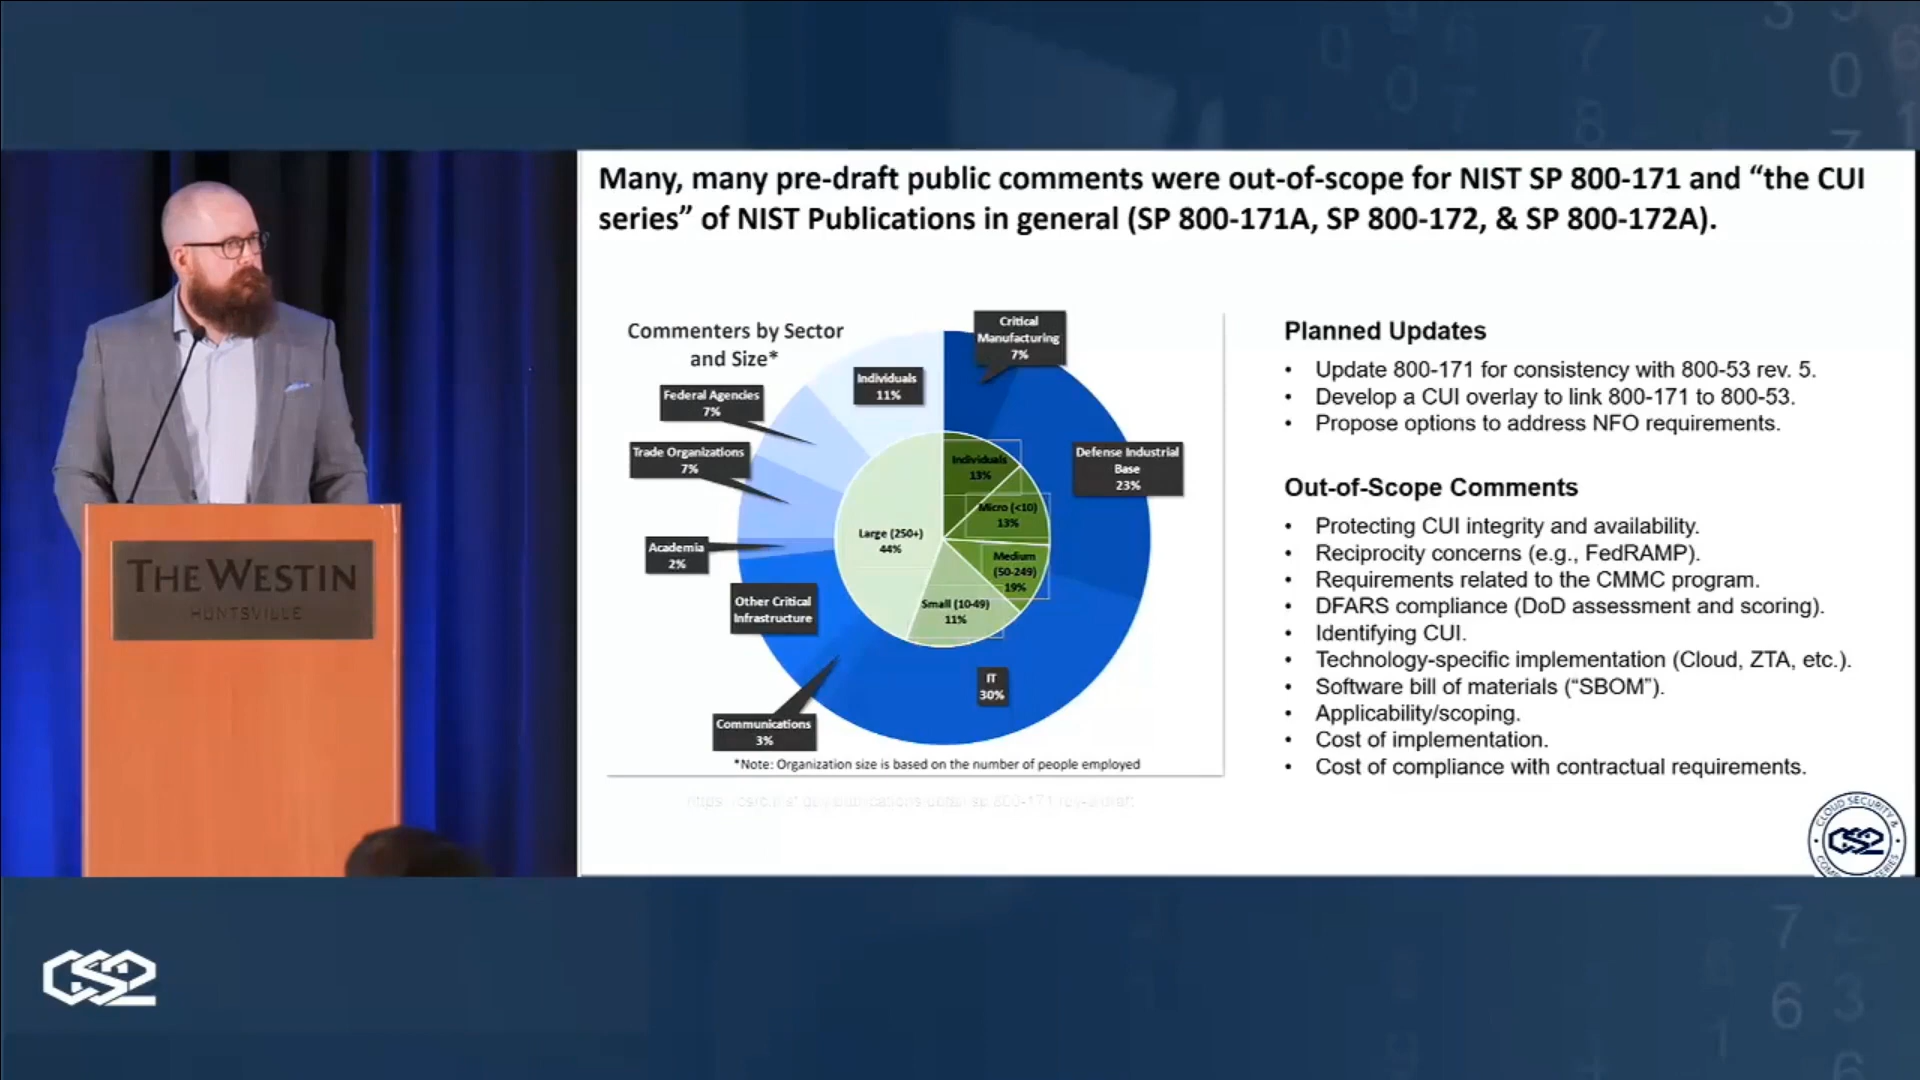 Many, many pre-draft public comments were out-of-scope for NIST SP 800-171 and “the CUI
series” of NIST Publications in general (SP 800-171A, SP 800-172, & SP 800-172A).
Commenters by Sector
and Size*
Critical
Manufacturing
7%
Individuals
11%
Federal Agencies
7%
Trade Organizations
7%
Academia
2%
Other Critical
Infrastructure
Communications
3%
IT
30%
Defense Industrial
Base
23%
Individuals
13%
Micro (<10)
13%
Medium
(50-249)
19%
Small (10-49)
11%
Large (250+)
44%
*Note: Organization size is based on the number of people employed
Planned Updates
• Update 800-171 for consistency with 800-53 rev. 5.
• Develop a CUI overlay to link 800-171 to 800-53.
• Propose options to address NFO requirements.
Out-of-Scope Comments
• Protecting CUI integrity and availability.
• Reciprocity concerns (e.g., FedRAMP).
• Requirements related to the CMMC program.
• DFARS compliance (DoD assessment and scoring).
• Identifying CUI.
• Technology-specific implementation (Cloud, ZTA, etc.).
• Software bill of materials (“SBOM”).
• Applicability/scoping.
• Cost of implementation.
• Cost of compliance with contractual requirements.
THE WESTIN
HUNTSVILLE
CLOUD SECURITY &
CS2
CS2